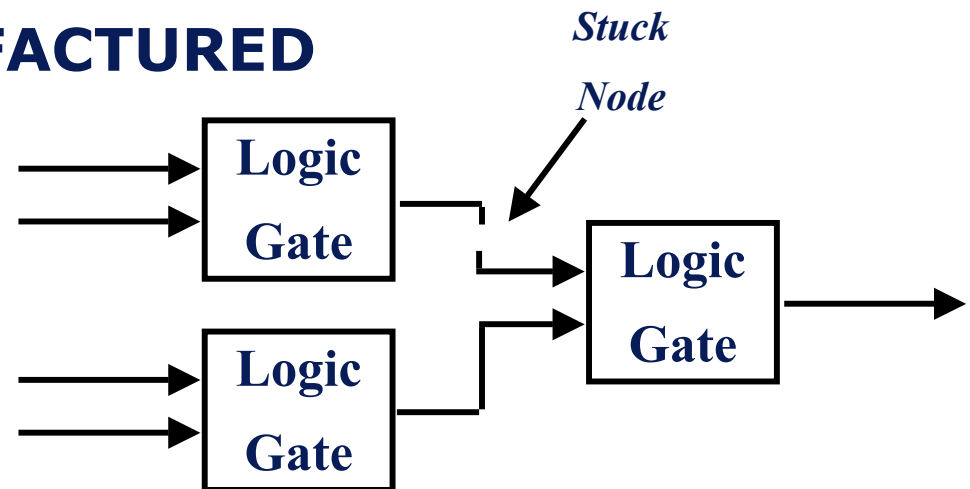 FACTURED
Stuck
Node
Logic
Gate
Logic
Gate
Logic
Gate